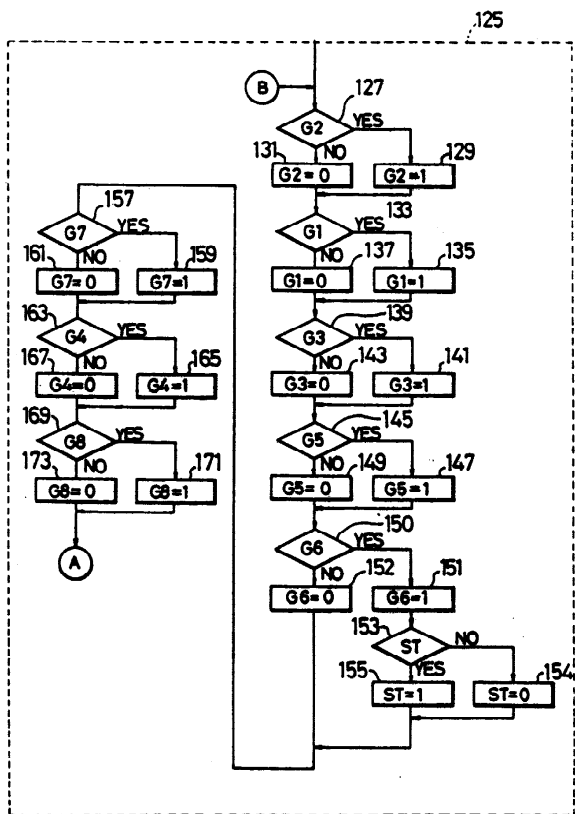 125
B
127
G2
YES
NO
131
129
G2=0
G2=1
133
G1
YES
NO
137
135
G1=0
G1=1
139
G3
YES
NO
143
141
G3=0
G3=1
145
G5
YES
NO
149
147
G5=0
G5=1
150
G6
YES
NO
152
151
G6=0
G6=1
153
ST
NO
YES
155
154
ST=1
ST=0
157
G7
YES
NO
161
159
G7=0
G7=1
163
G4
YES
NO
167
165
G4=0
G4=1
169
G8
YES
NO
173
171
G8=0
G8=1
A